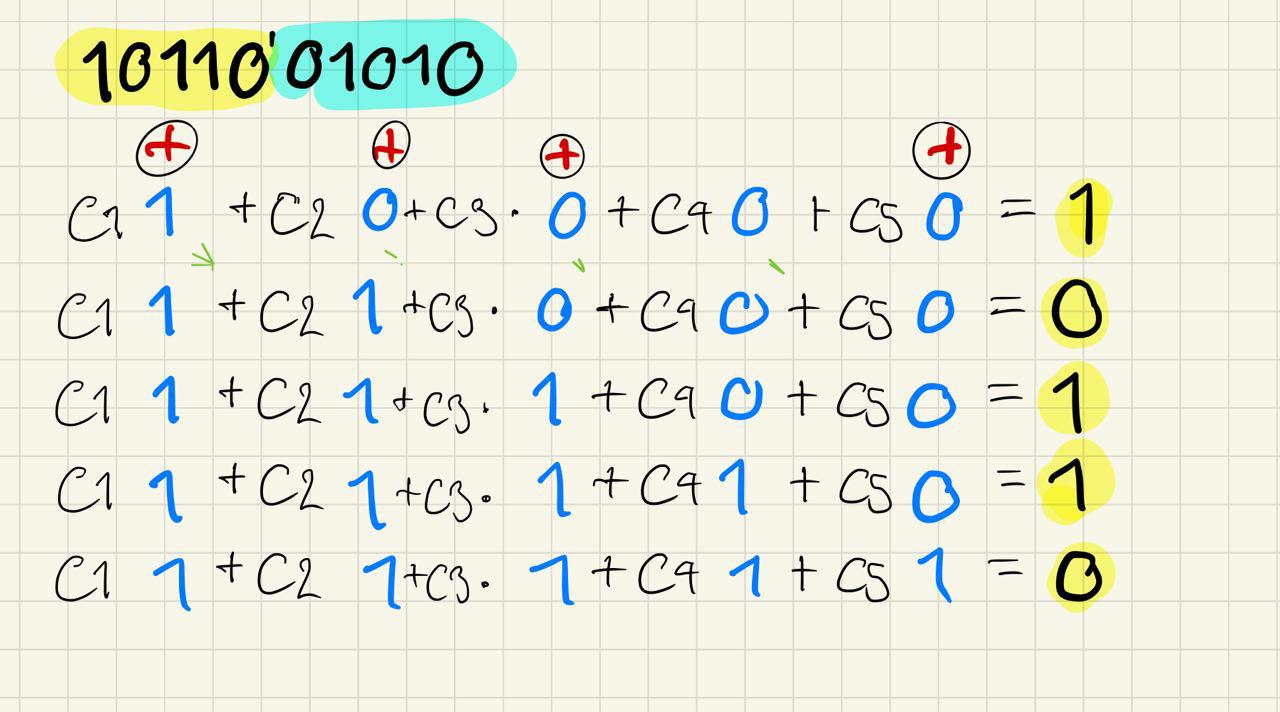 10110'01010
+ + + +
C1 1 + C2 0 + C3 · 0 + C4 0 + C5 0 = 1
C1 1 + C2 1 + C3 · 0 + C4 0 + C5 0 = 0
C1 1 + C2 1 + C3 · 1 + C4 0 + C5 0 = 1
C1 1 + C2 1 + C3 · 1 + C4 1 + C5 0 = 1
C1 1 + C2 1 + C3 · 1 + C4 1 + C5 1 = 0